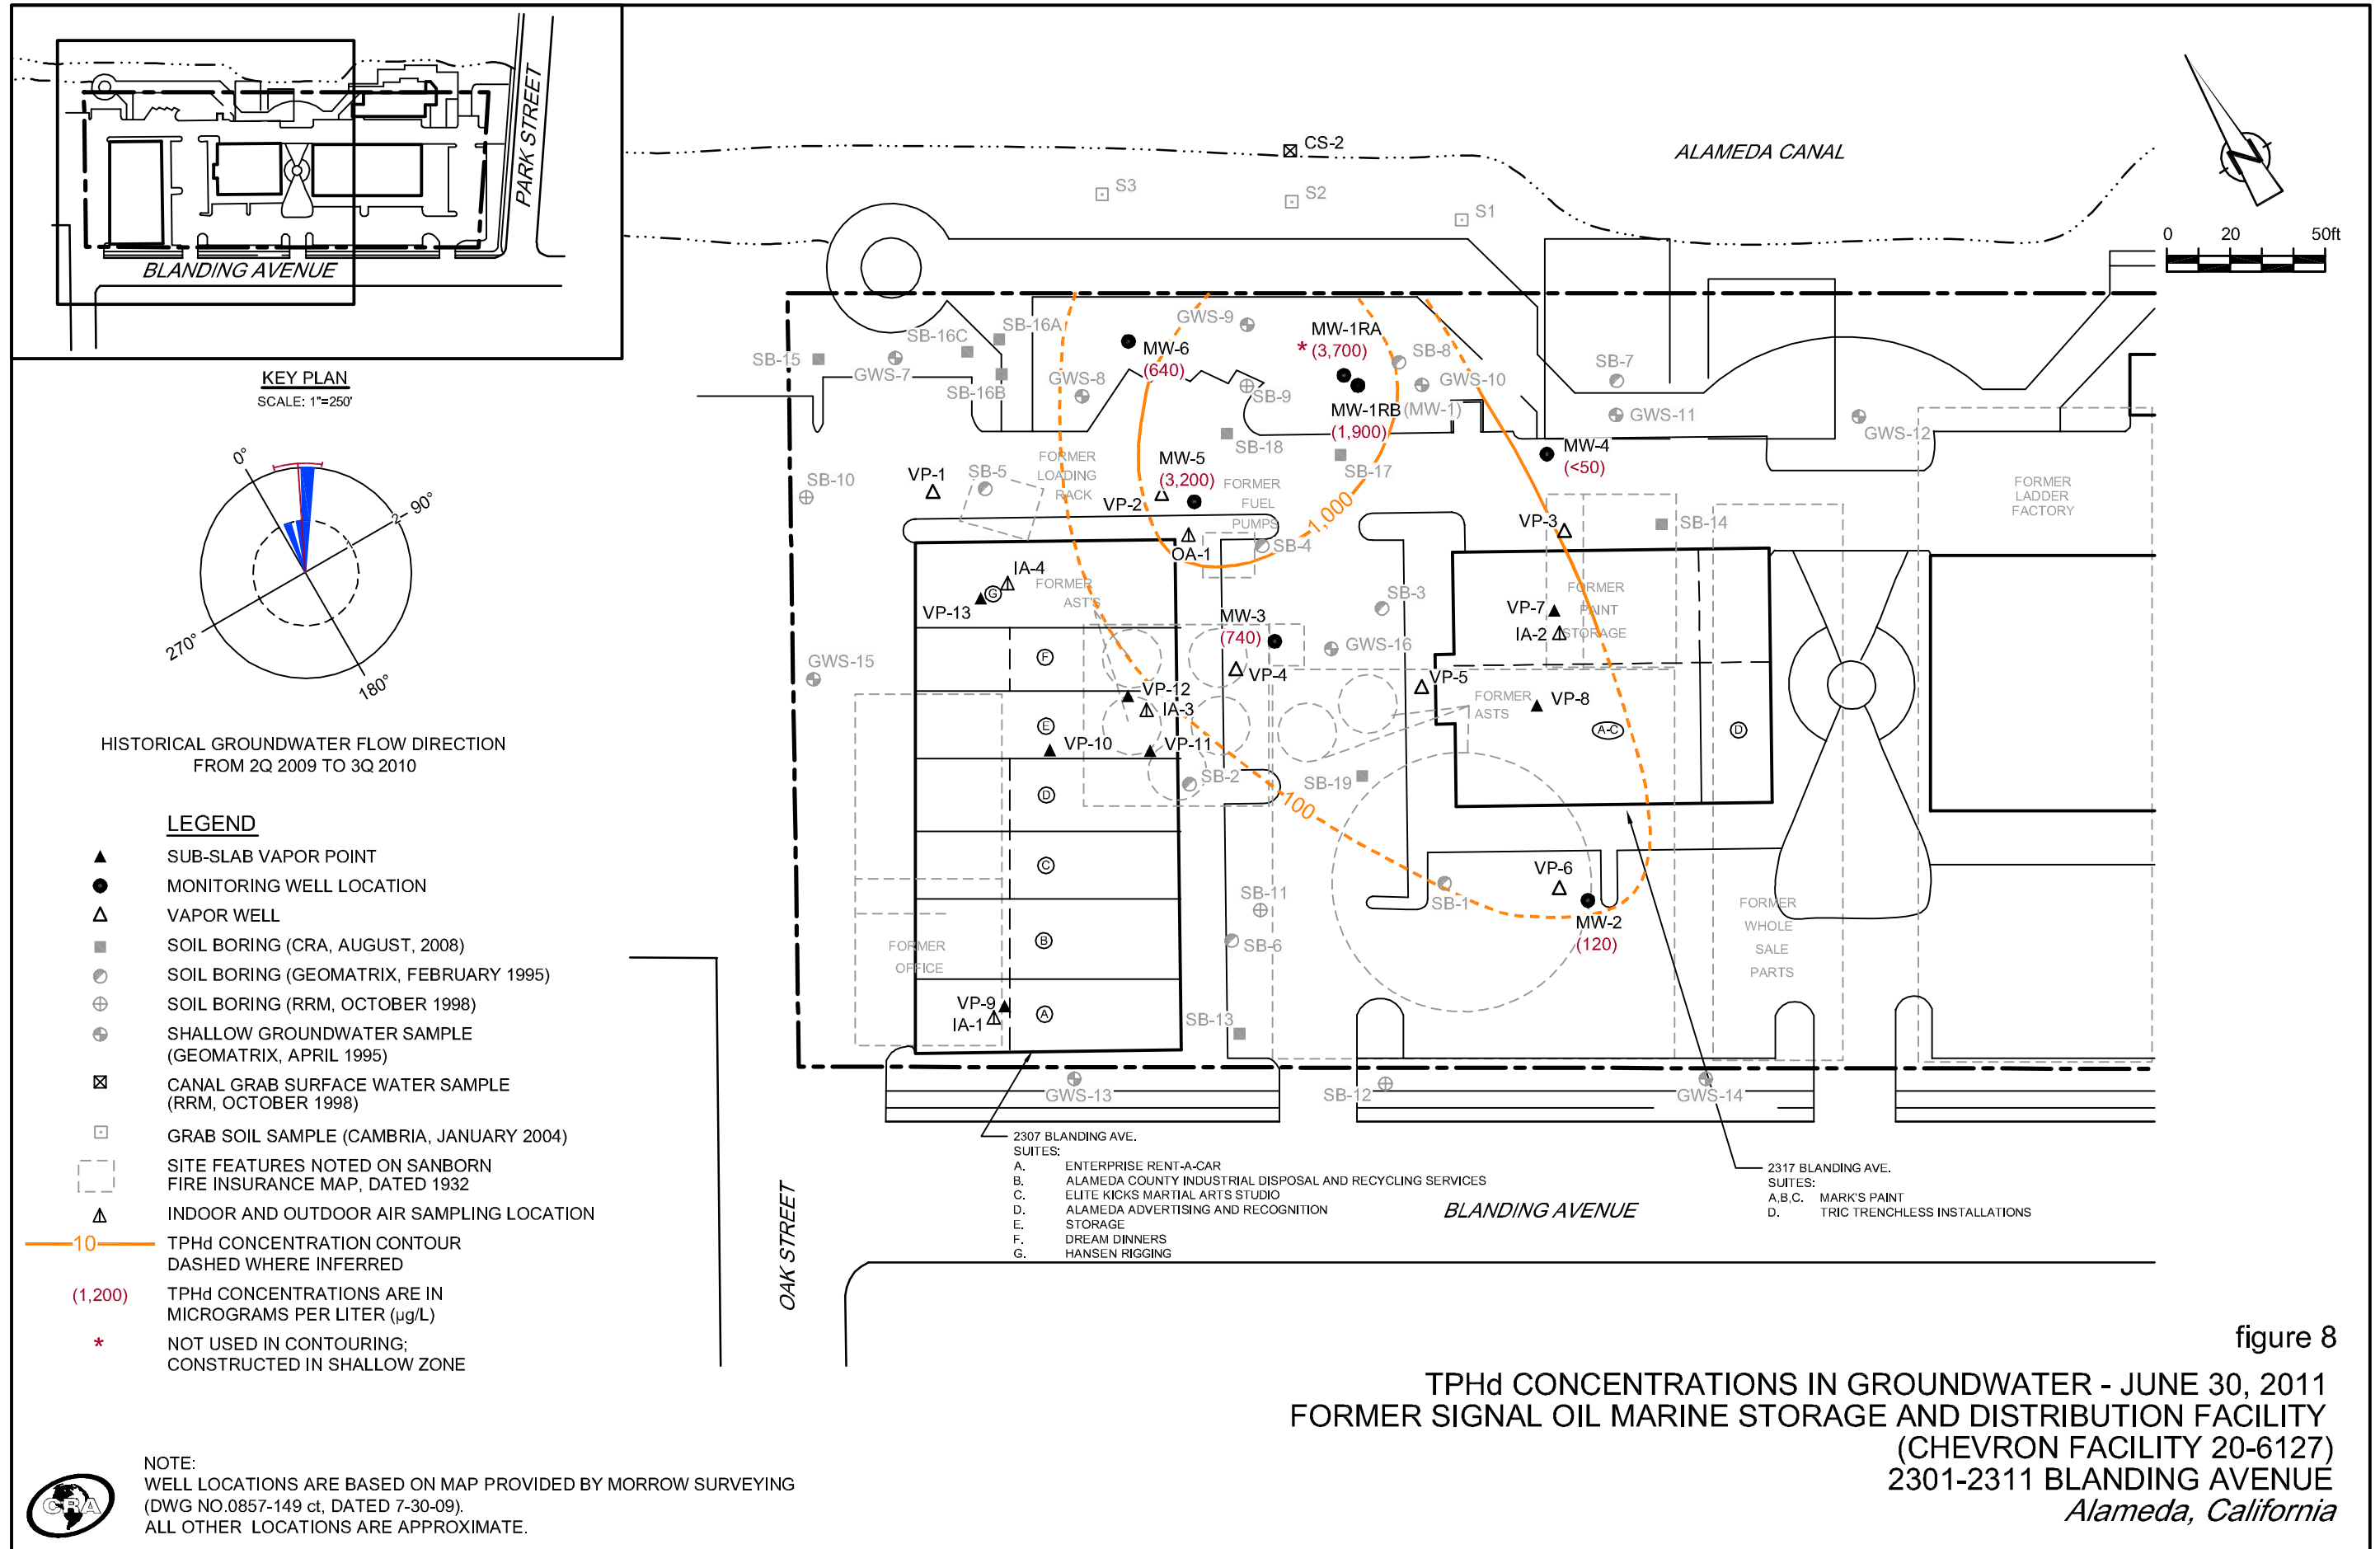 PARK STREET
BLANDING AVENUE
KEY PLAN
SCALE: 1"=250'
0°
90°
2
270°
180°
HISTORICAL GROUNDWATER FLOW DIRECTION
FROM 2Q 2009 TO 3Q 2010
LEGEND
SUB-SLAB VAPOR POINT
MONITORING WELL LOCATION
VAPOR WELL
SOIL BORING (CRA, AUGUST, 2008)
SOIL BORING (GEOMATRIX, FEBRUARY 1995)
SOIL BORING (RRM, OCTOBER 1998)
SHALLOW GROUNDWATER SAMPLE
(GEOMATRIX, APRIL 1995)
CANAL GRAB SURFACE WATER SAMPLE
(RRM, OCTOBER 1998)
GRAB SOIL SAMPLE (CAMBRIA, JANUARY 2004)
SITE FEATURES NOTED ON SANBORN
FIRE INSURANCE MAP, DATED 1932
INDOOR AND OUTDOOR AIR SAMPLING LOCATION
10
TPHd CONCENTRATION CONTOUR
DASHED WHERE INFERRED
(1,200)
TPHd CONCENTRATIONS ARE IN
MICROGRAMS PER LITER (µg/L)
*
NOT USED IN CONTOURING;
CONSTRUCTED IN SHALLOW ZONE
CRA
NOTE:
WELL LOCATIONS ARE BASED ON MAP PROVIDED BY MORROW SURVEYING
(DWG NO.0857-149 ct, DATED 7-30-09).
ALL OTHER LOCATIONS ARE APPROXIMATE.
CS-2
ALAMEDA CANAL
N
0 20 50ft
S3
S2
S1
GWS-9
MW-1RA
* (3,700)
SB-16A
SB-16C
SB-15
GWS-7
SB-16B
MW-6
(640)
GWS-8
SB-9
SB-8
GWS-10
MW-1RB (MW-1)
(1,900)
SB-7
GWS-11
GWS-12
MW-4
(<50)
SB-18
SB-17
SB-10
VP-1
SB-5
FORMER
LOADING
RACK
MW-5
(3,200)
VP-2
FORMER
FUEL
PUMPS
1,000
FORMER
LADDER
FACTORY
VP-3
SB-14
OA-1
SB-4
IA-4
G
VP-13
FORMER
AST'S
SB-3
MW-3
(740)
GWS-16
VP-7
IA-2
FORMER
PAINT
STORAGE
F
GWS-15
VP-4
VP-5
FORMER
ASTS
VP-8
VP-12
IA-3
E
VP-10
VP-11
A-C
D
SB-2
SB-19
D
100
C
VP-6
SB-1
MW-2
(120)
SB-11
SB-6
FORMER
OFFICE
B
FORMER
WHOLE
SALE
PARTS
VP-9
IA-1
A
SB-13
GWS-13
SB-12
GWS-14
2307 BLANDING AVE.
SUITES:
A. ENTERPRISE RENT-A-CAR
B. ALAMEDA COUNTY INDUSTRIAL DISPOSAL AND RECYCLING SERVICES
C. ELITE KICKS MARTIAL ARTS STUDIO
D. ALAMEDA ADVERTISING AND RECOGNITION
E. STORAGE
F. DREAM DINNERS
G. HANSEN RIGGING
2317 BLANDING AVE.
SUITES:
A,B,C. MARK'S PAINT
D. TRIC TRENCHLESS INSTALLATIONS
BLANDING AVENUE
OAK STREET
figure 8
TPHd CONCENTRATIONS IN GROUNDWATER - JUNE 30, 2011
FORMER SIGNAL OIL MARINE STORAGE AND DISTRIBUTION FACILITY
(CHEVRON FACILITY 20-6127)
2301-2311 BLANDING AVENUE
Alameda, California